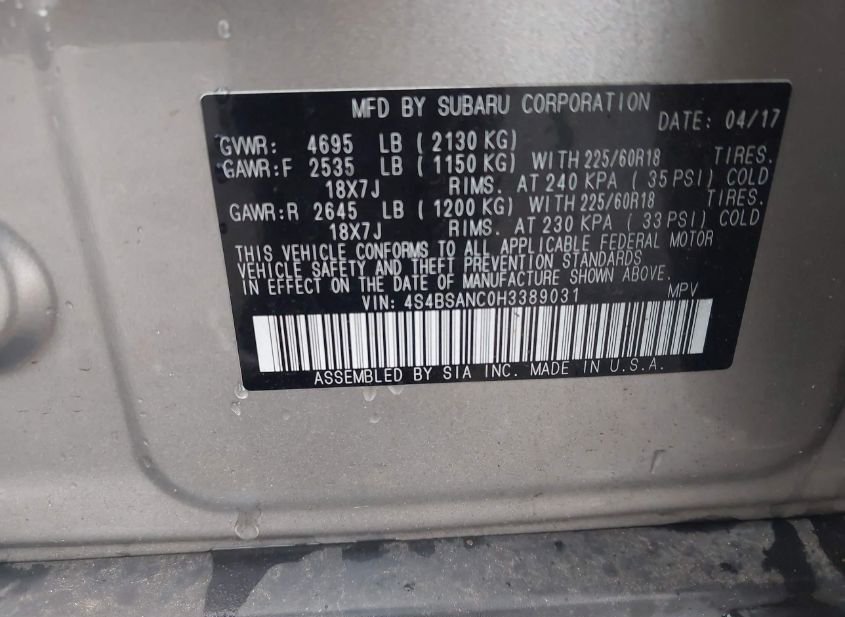 MFD BY SUBARU CORPORATION
DATE: 04/17
GVWR: 4695 LB (2130 KG)
GAWR:F 2535 LB (1150 KG) WITH 225/60R18 TIRES.
18X7J RIMS. AT 240 KPA (35 PSI) COLD
GAWR:R 2645 LB (1200 KG) WITH 225/60R18 TIRES.
18X7J RIMS. AT 230 KPA (33 PSI) COLD
THIS VEHICLE CONFORMS TO ALL APPLICABLE FEDERAL MOTOR
VEHICLE SAFETY AND THEFT PREVENTION STANDARDS
IN EFFECT ON THE DATE OF MANUFACTURE SHOWN ABOVE.
VIN: 4S4BSANC0H3389031 MPV
ASSEMBLED BY SIA INC. MADE IN U.S.A.